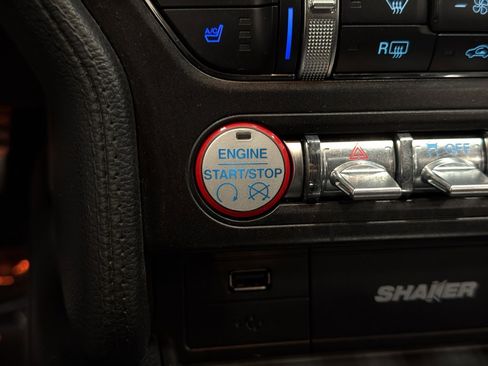 A/C
R
ENGINE
START/STOP
OFF
SHAKER